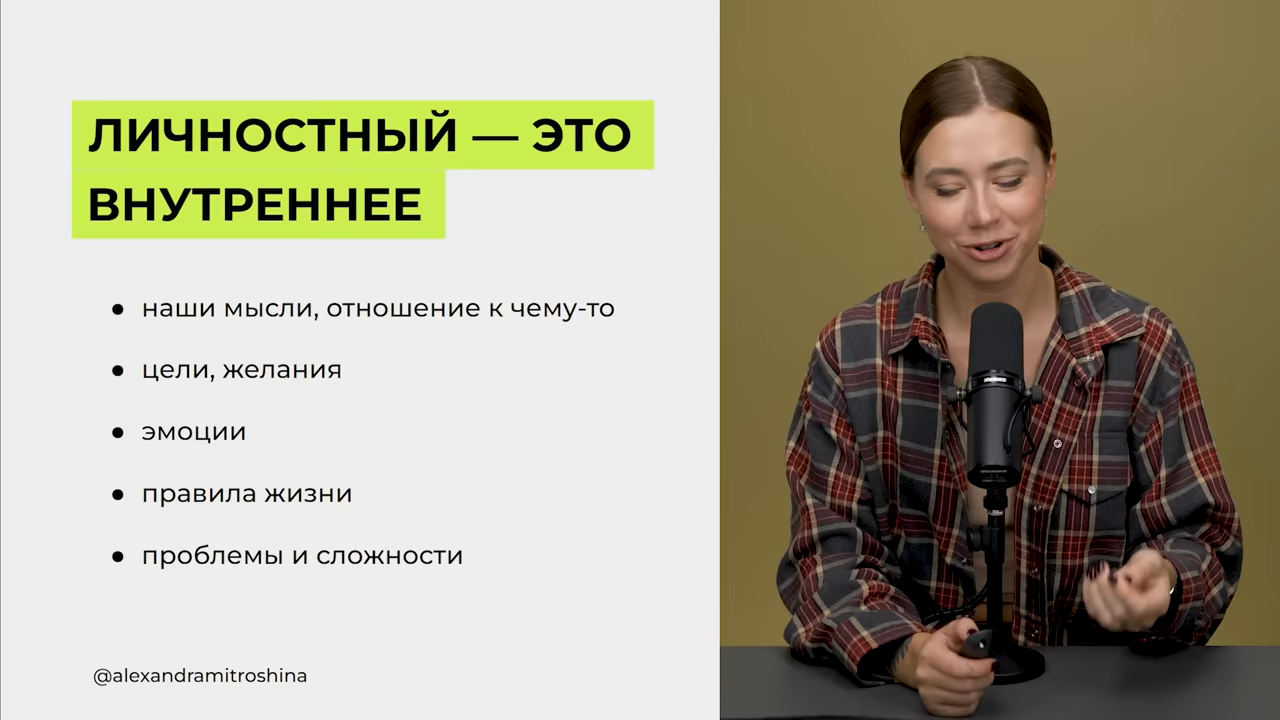 ЛИЧНОСТНЫЙ — ЭТО
ВНУТРЕННЕЕ
● наши мысли, отношение к чему-то
● цели, желания
● эмоции
● правила жизни
● проблемы и сложности
@alexandramitroshina